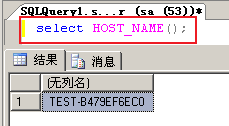 SQLQuery1.s...r (sa (53))*
select HOST_NAME();
结果 消息
(无列名)
1 TEST-B479EF6EC0